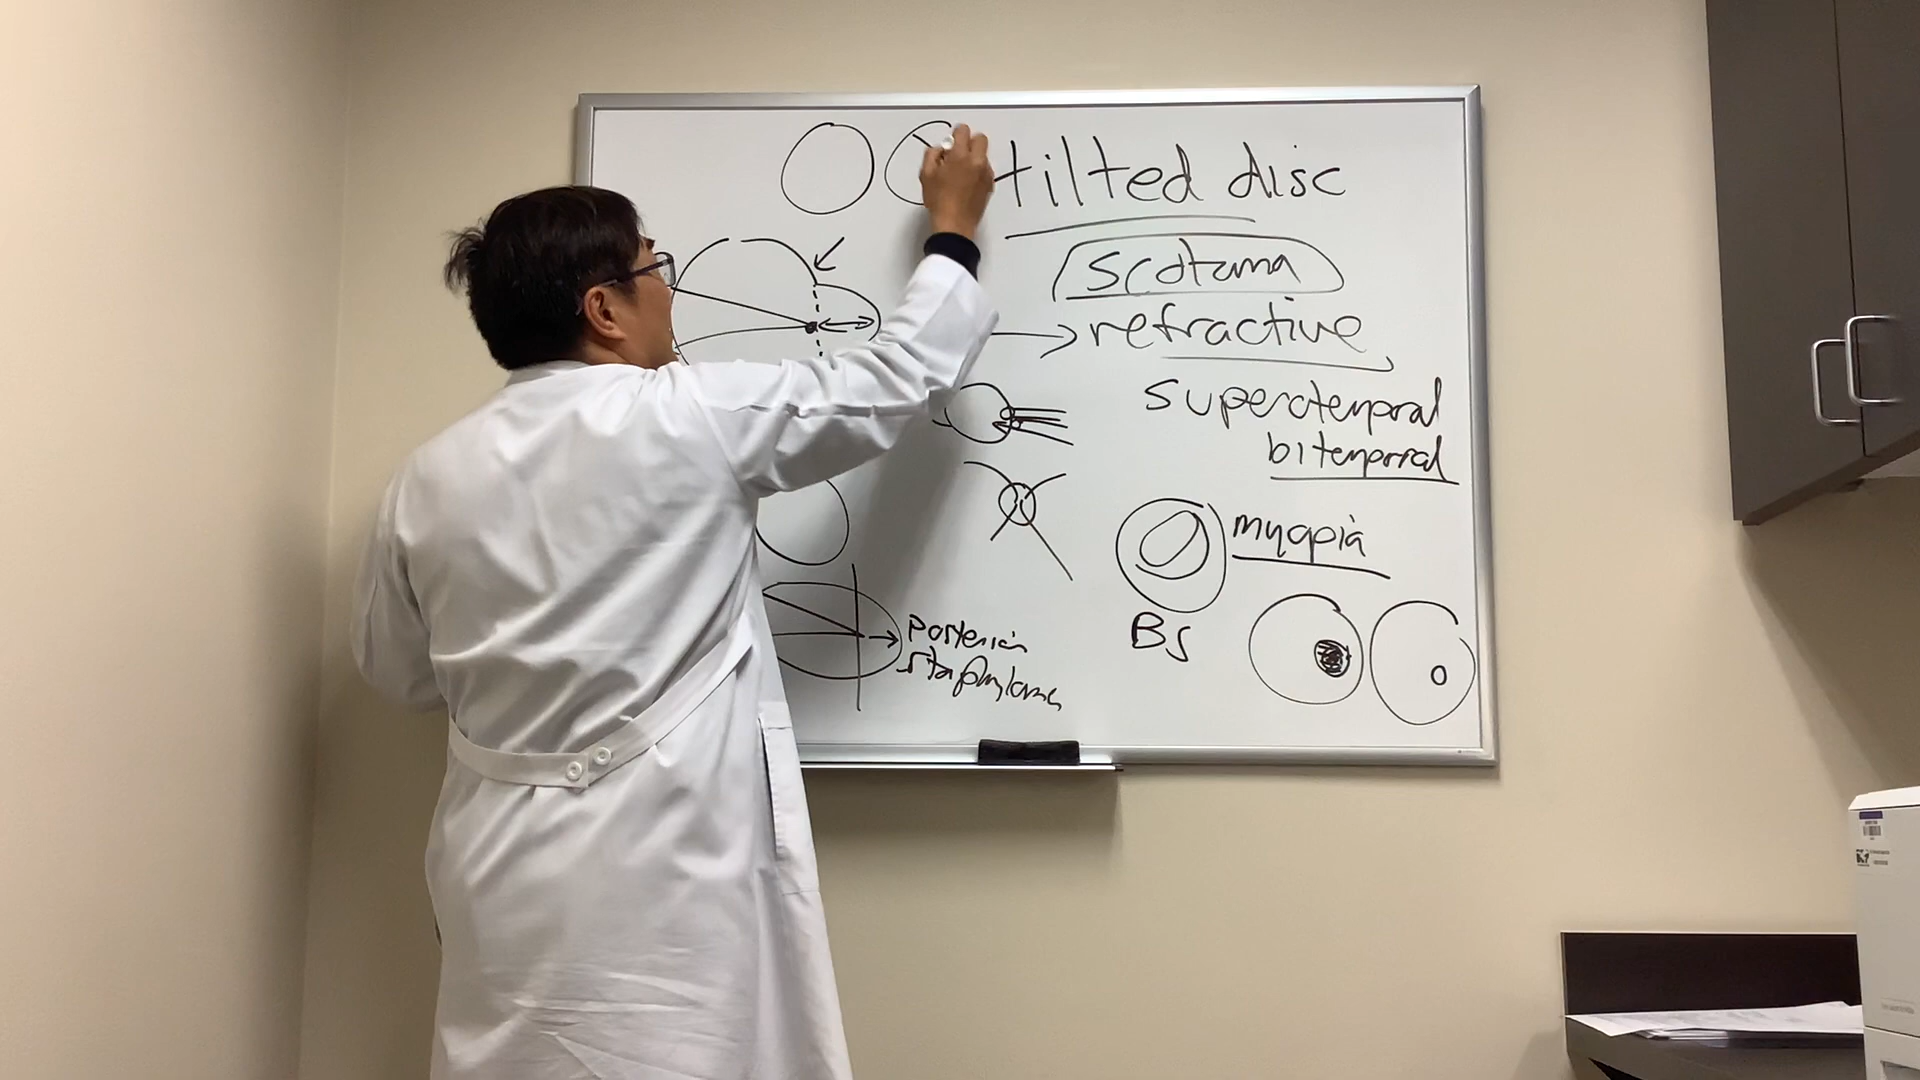 tilted disc
scotoma
refractive
superotemporal
bitemporal
myopia
BS
posterior
staphyloma